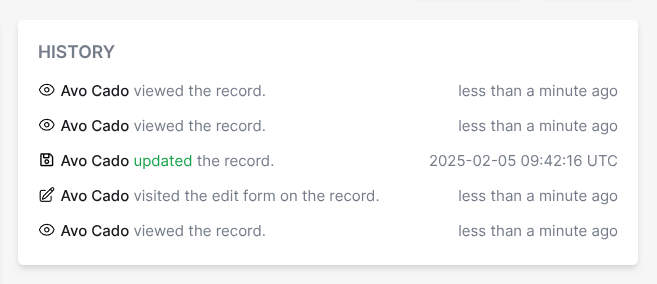 HISTORY
Avo Cado viewed the record. less than a minute ago
Avo Cado viewed the record. less than a minute ago
Avo Cado updated the record. 2025-02-05 09:42:16 UTC
Avo Cado visited the edit form on the record. less than a minute ago
Avo Cado viewed the record. less than a minute ago